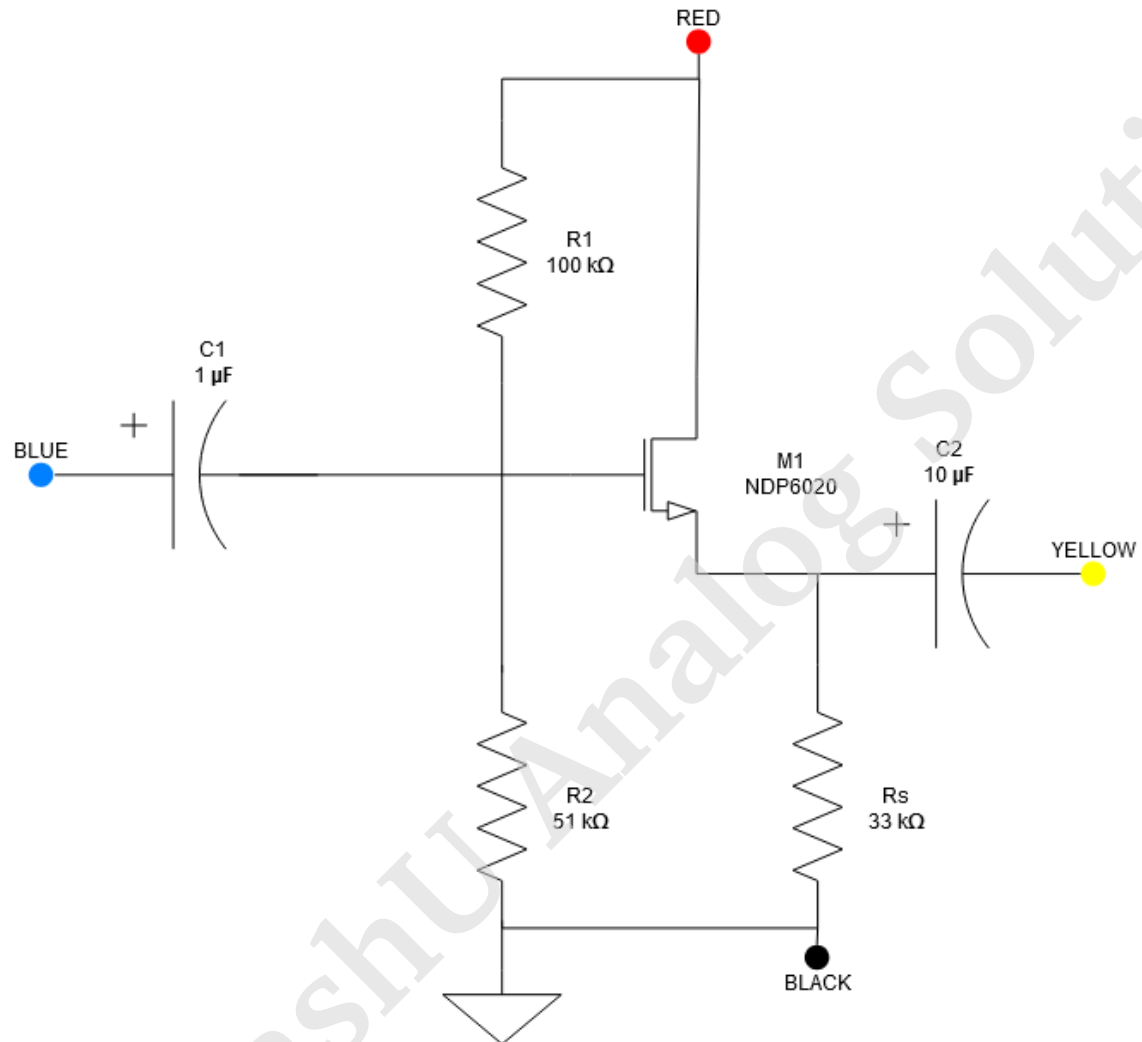 RED
R1
100 kΩ
C1
1 µF
+
BLUE
M1
NDP6020
C2
10 µF
+
YELLOW
R2
51 kΩ
Rs
33 kΩ
BLACK
Analog